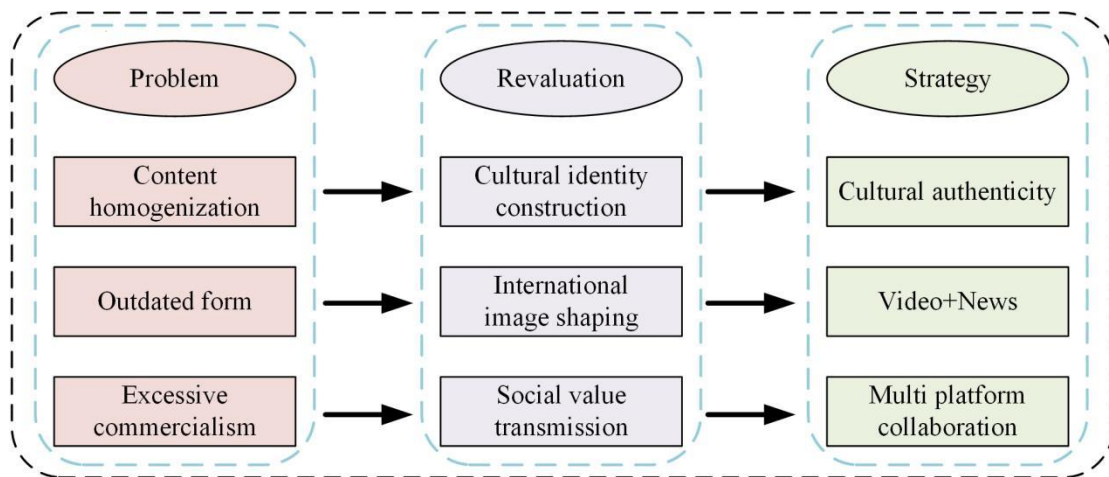 Problem
Revaluation
Strategy
Content
homogenization
Cultural identity
construction
Cultural authenticity
Outdated form
International
image shaping
Video+News
Excessive
commercialism
Social value
transmission
Multi platform
collaboration